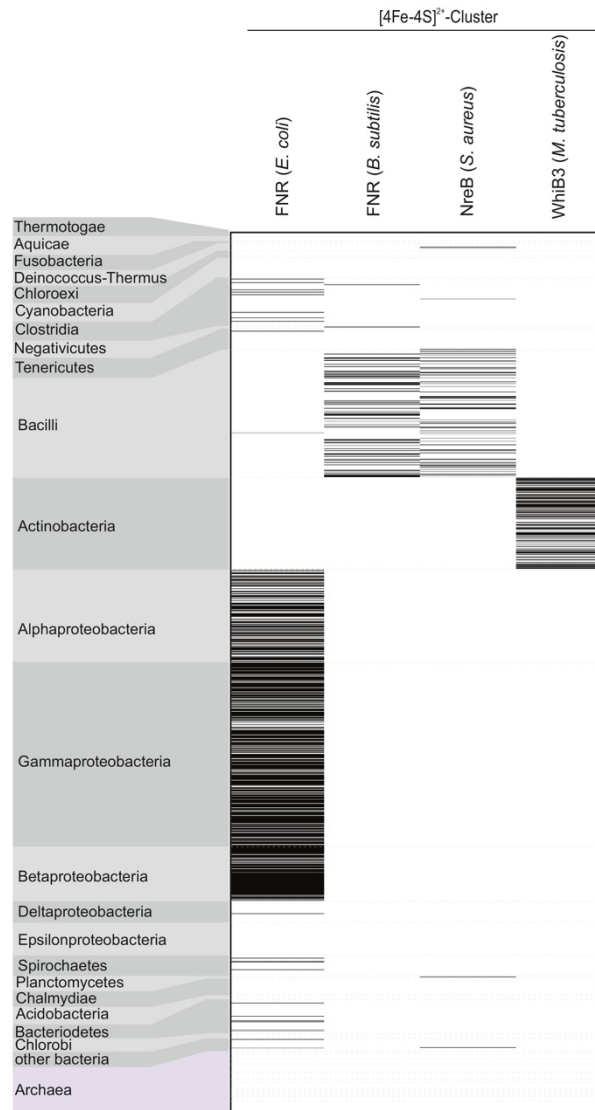 [4Fe-4S]²⁺-Cluster
FNR (E. coli)
FNR (B. subtilis)
NreB (S. aureus)
WhiB3 (M. tuberculosis)
Thermotogae
Aquicae
Fusobacteria
Deinococcus-Thermus
Chloroexi
Cyanobacteria
Clostridia
Negativicutes
Tenericutes
Bacilli
Actinobacteria
Alphaproteobacteria
Gammaproteobacteria
Betaproteobacteria
Deltaproteobacteria
Epsilonproteobacteria
Spirochaetes
Planctomycetes
Chalmydiae
Acidobacteria
Bacteriodetes
Chlorobi
other bacteria
Archaea